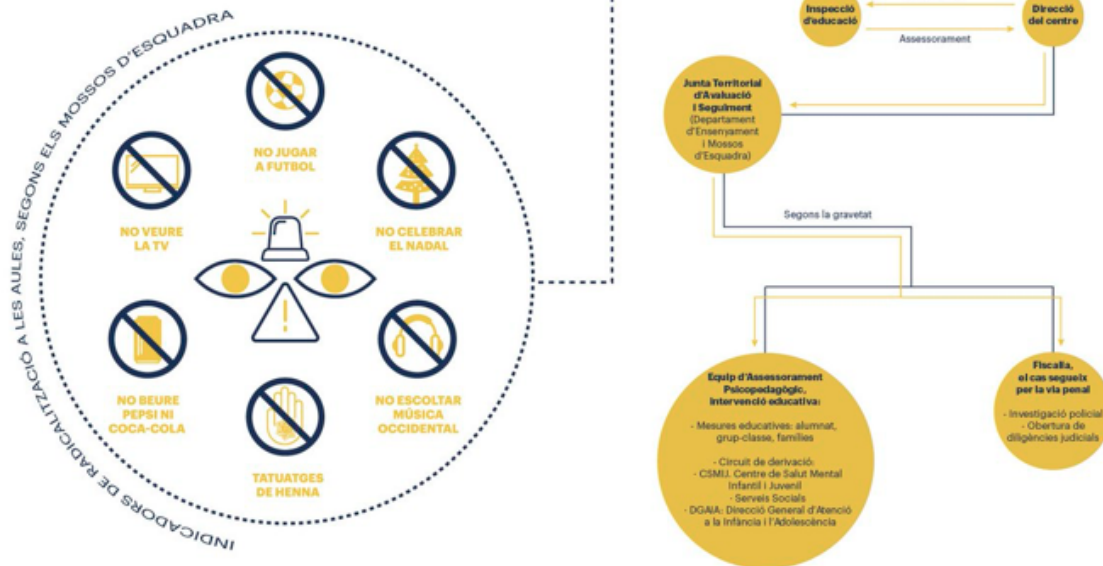 INDICADORS DE RADICALITZACIÓ A LES AULES, SEGONS ELS MOSSOS D'ESQUADRA
NO JUGAR
A FUTBOL
NO VEURE
LA TV
NO CELEBRAR
EL NADAL
NO BEURE
PEPSI NI
COCA-COLA
NO ESCOLTAR
MÚSICA
OCCIDENTAL
TATUATGES
DE HENNA
Inspecció
d'educació
Direcció
del centre
Assessorament
Junta Territorial
d'Avaluació
i Seguiment
(Departament
d'Ensenyament
i Mossos
d'Esquadra)
Segons la gravetat
Equip d'Assessorament
Psicopedagògic,
intervenció educativa:
- Mesures educatives: alumnat,
grup-classe, famílies
- Circuit de derivació:
- CSMIJ. Centre de Salut Mental
Infantil i Juvenil
- Serveis Socials
- DGAIA: Direcció General d'Atenció
a la Infància i l'Adolescència
Fiscalia,
el cas segueix
per la via penal
- Investigació policial
- Obertura de
diligències judicials